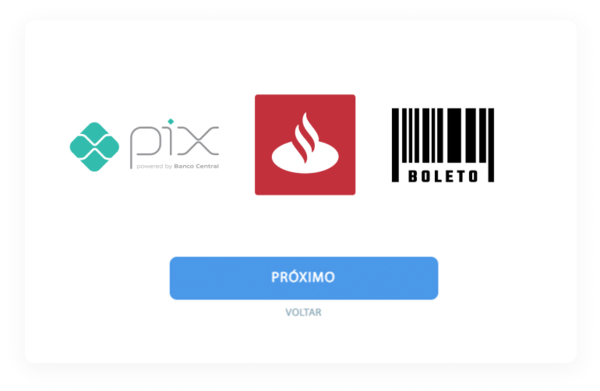 pix
powered by Banco Central
BOLETO
PRÓXIMO
VOLTAR